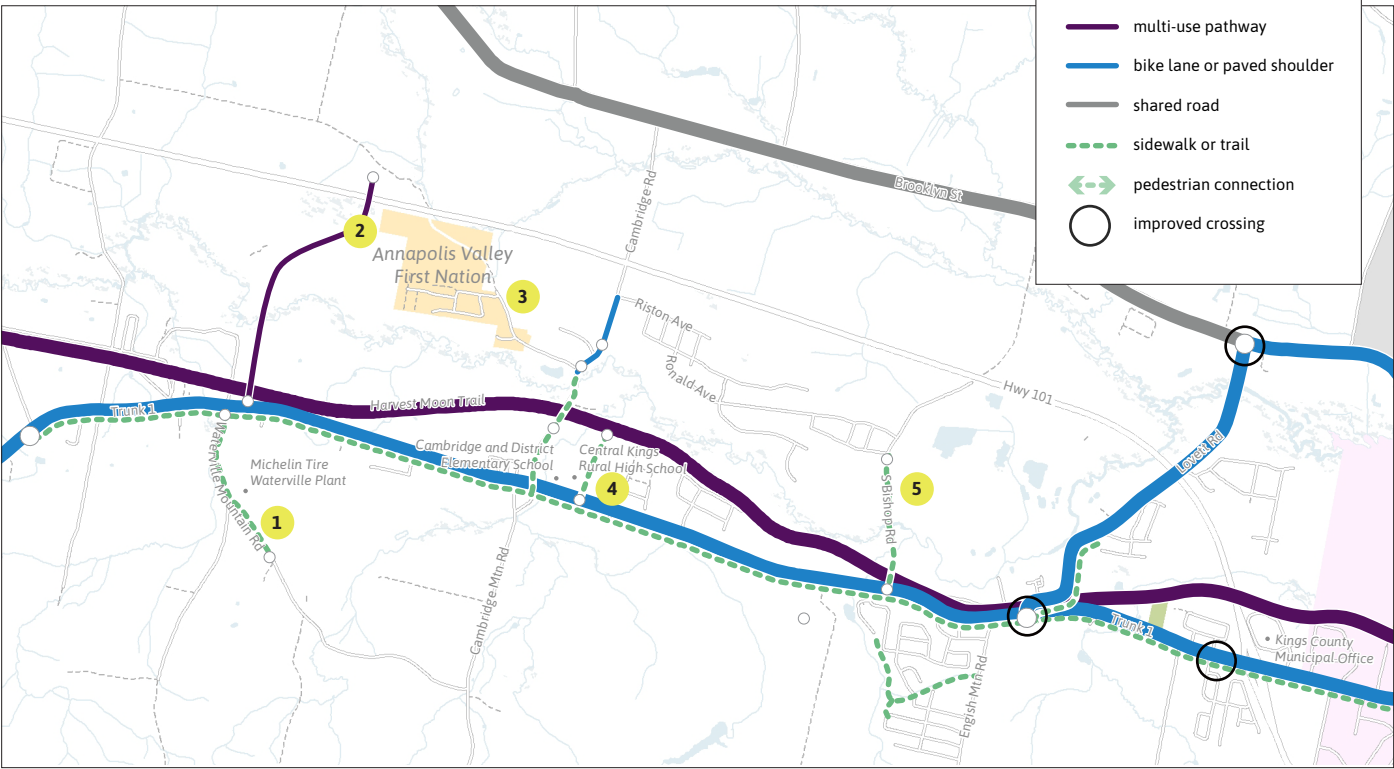 multi-use pathway
bike lane or paved shoulder
shared road
sidewalk or trail
pedestrian connection
improved crossing
Brooklyn St
Cambridge Rd
2
Annapolis Valley
First Nation
3
Riston Ave
Ronald Ave
Hwy 101
Harvest Moon Trail
Trunk 1
Waterville Mountain Rd
Michelin Tire
Waterville Plant
1
Cambridge and District
Elementary School
Central Kings
Rural High School
4
S Bishop Rd
5
Lovett Rd
Cambridge Mtn Rd
Engish Mtn Rd
Trunk 1
Kings County
Municipal Office